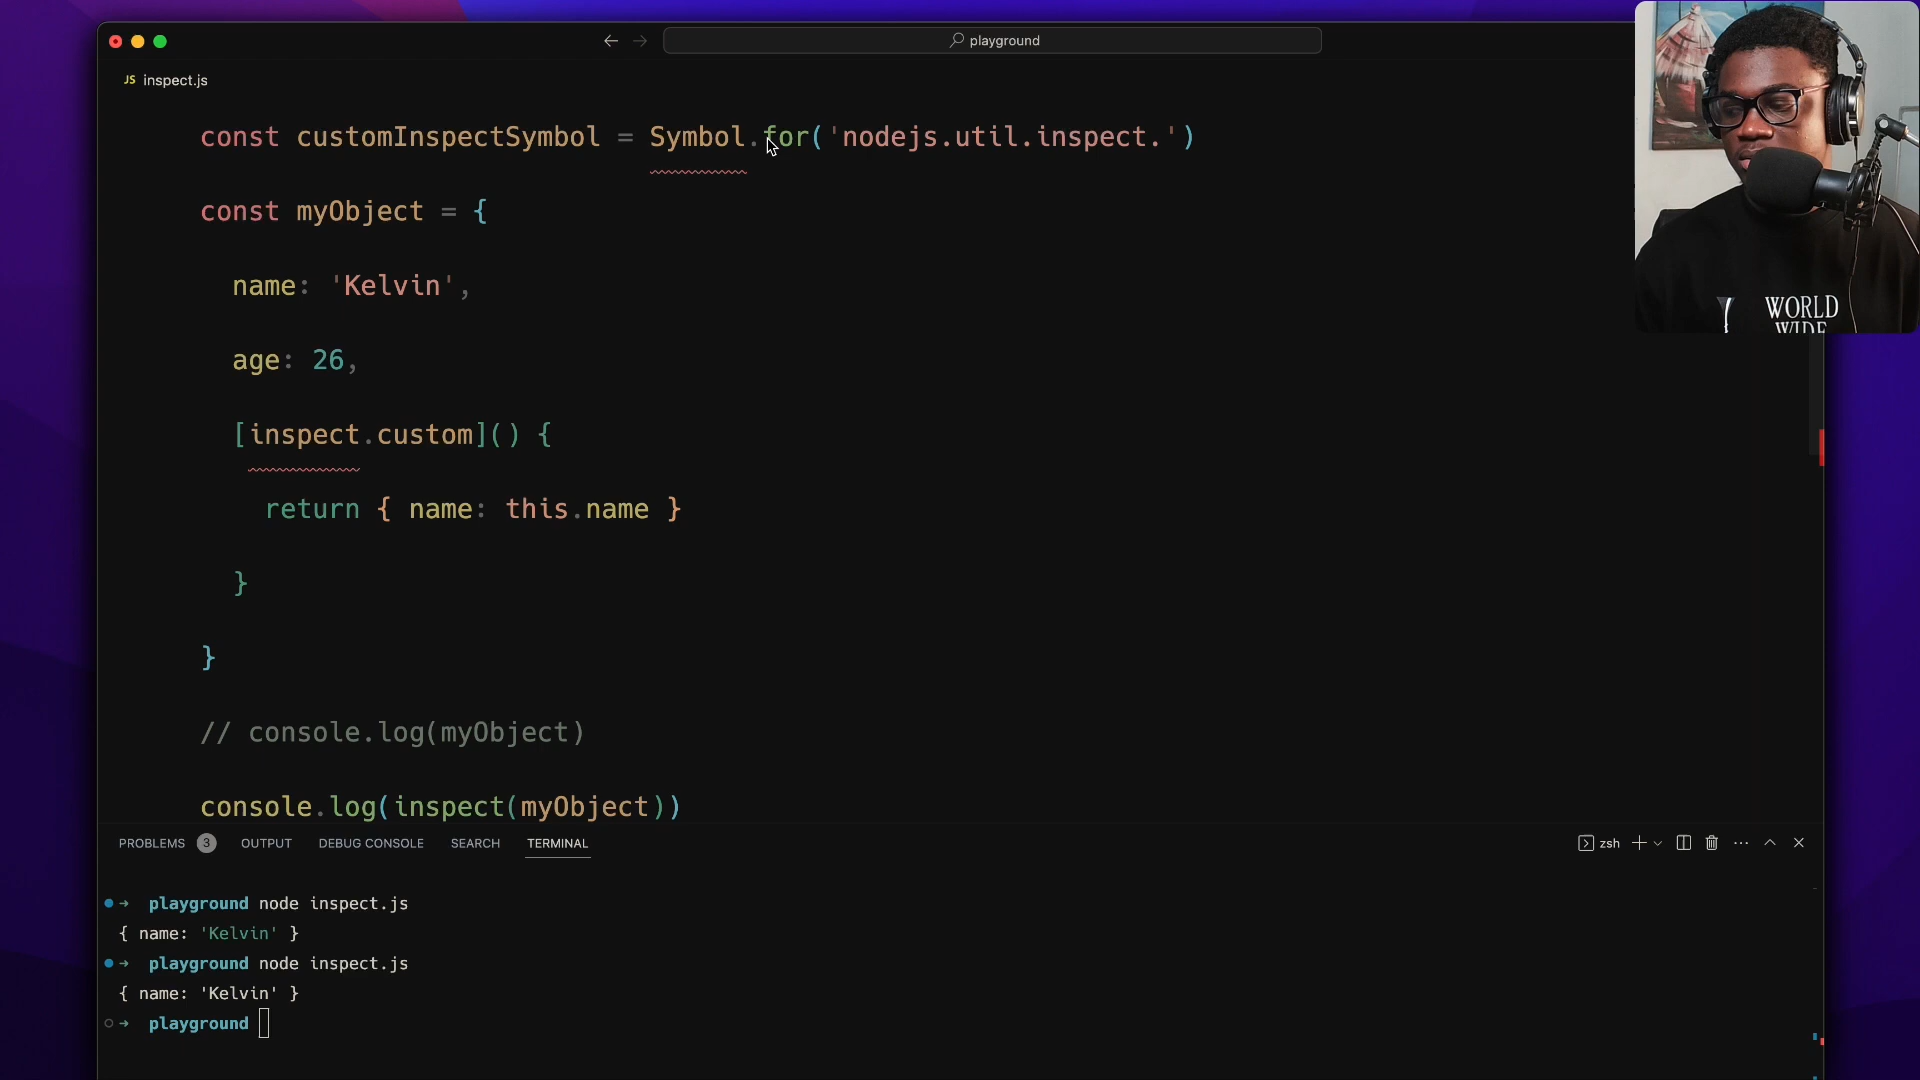 playground
JS inspect.js
const customInspectSymbol = Symbol.for('nodejs.util.inspect.')
const myObject = {
name: 'Kelvin',
age: 26,
[inspect.custom]() {
return { name: this.name }
}
}
// console.log(myObject)
console.log(inspect(myObject))
WORLD
WIDE
PROBLEMS 3 OUTPUT DEBUG CONSOLE SEARCH TERMINAL zsh
→ playground node inspect.js
{ name: 'Kelvin' }
→ playground node inspect.js
{ name: 'Kelvin' }
→ playground